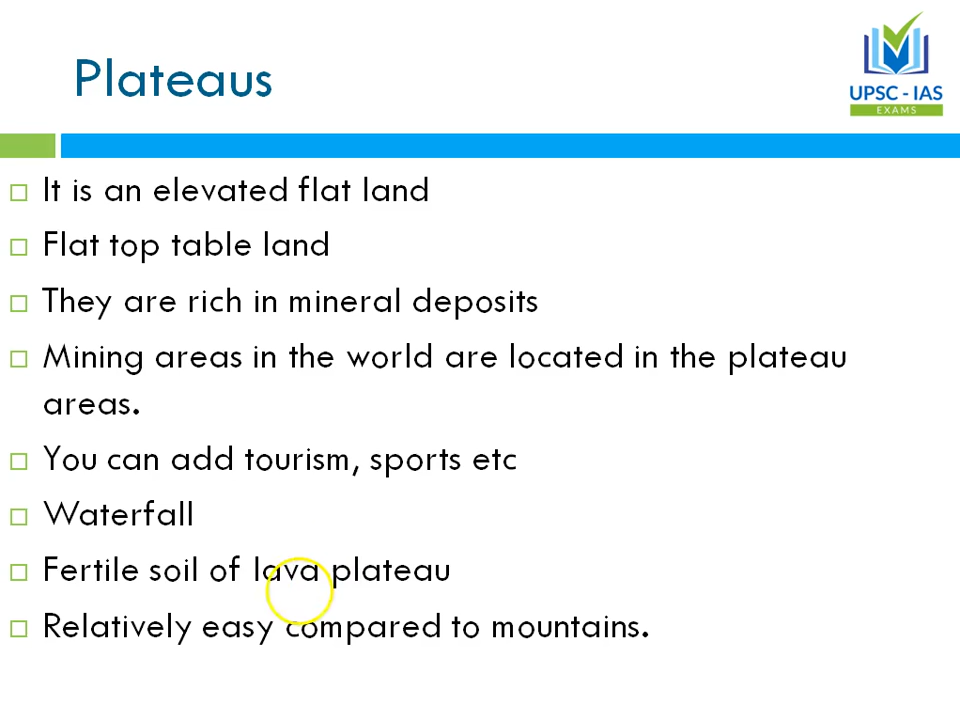 Plateaus
UPSC - IAS
EXAMS
It is an elevated flat land
Flat top table land
They are rich in mineral deposits
Mining areas in the world are located in the plateau
areas.
You can add tourism, sports etc
Waterfall
Fertile soil of lava plateau
Relatively easy compared to mountains.